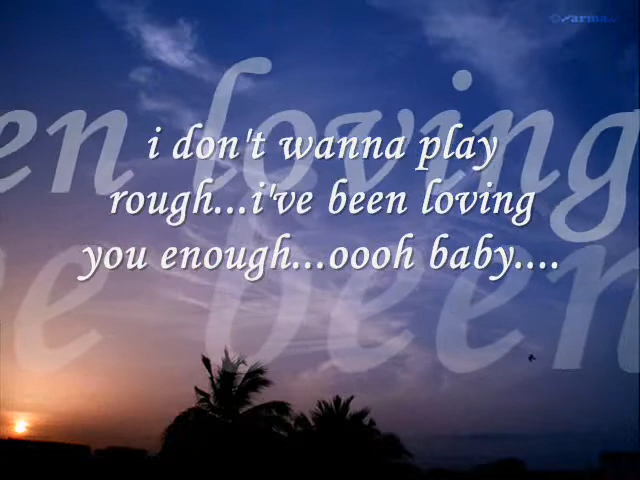 en loving
i don't wanna play
rough...i've been loving
you enough...oooh baby....
e been